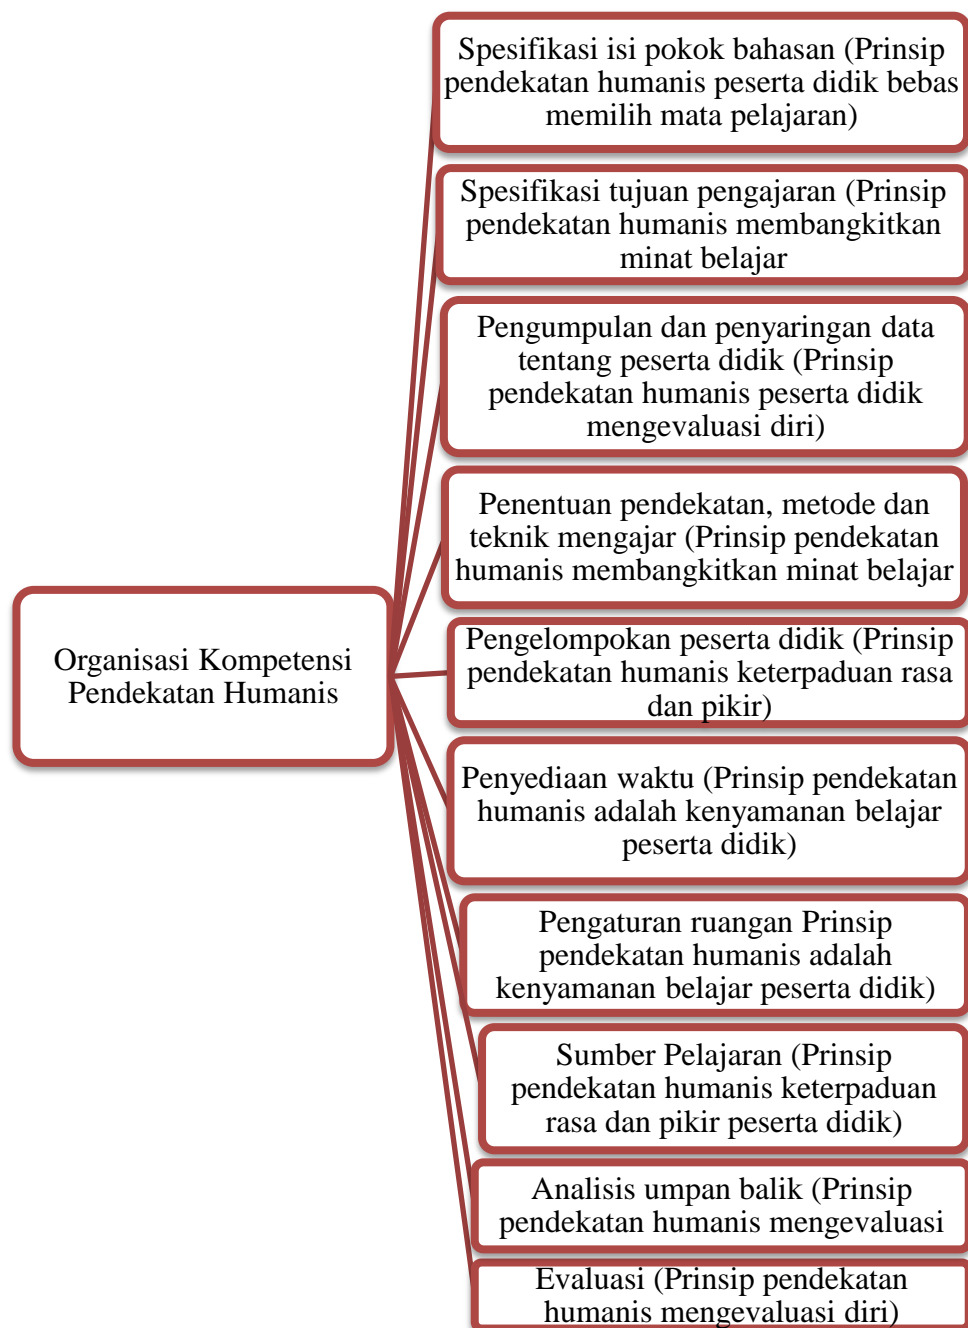 Spesifikasi isi pokok bahasan (Prinsip
pendekatan humanis peserta didik bebas
memilih mata pelajaran)
Spesifikasi tujuan pengajaran (Prinsip
pendekatan humanis membangkitkan
minat belajar
Pengumpulan dan penyaringan data
tentang peserta didik (Prinsip
pendekatan humanis peserta didik
mengevaluasi diri)
Penentuan pendekatan, metode dan
teknik mengajar (Prinsip pendekatan
humanis membangkitkan minat belajar
Organisasi Kompetensi
Pendekatan Humanis
Pengelompokan peserta didik (Prinsip
pendekatan humanis keterpaduan rasa
dan pikir)
Penyediaan waktu (Prinsip pendekatan
humanis adalah kenyamanan belajar
peserta didik)
Pengaturan ruangan Prinsip
pendekatan humanis adalah
kenyamanan belajar peserta didik)
Sumber Pelajaran (Prinsip
pendekatan humanis keterpaduan
rasa dan pikir peserta didik)
Analisis umpan balik (Prinsip
pendekatan humanis mengevaluasi
Evaluasi (Prinsip pendekatan
humanis mengevaluasi diri)